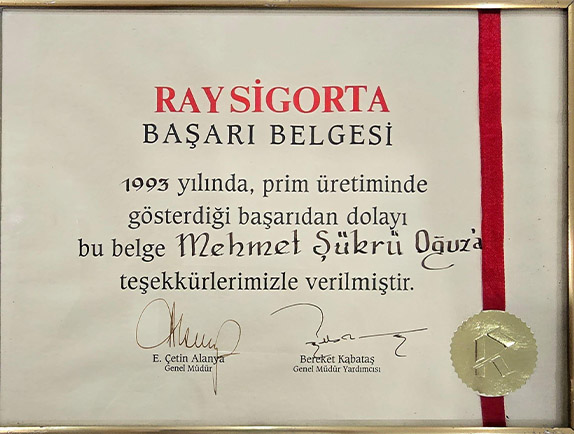 RAY SİGORTA
BAŞARI BELGESİ
1993 yılında, prim üretiminde
gösterdiği başarıdan dolayı
bu belge Mehmet Şükrü Oğuz'a
teşekkürlerimizle verilmiştir.
E. Çetin Alanya Bereket Kabataş
Genel Müdür Genel Müdür Yardımcısı